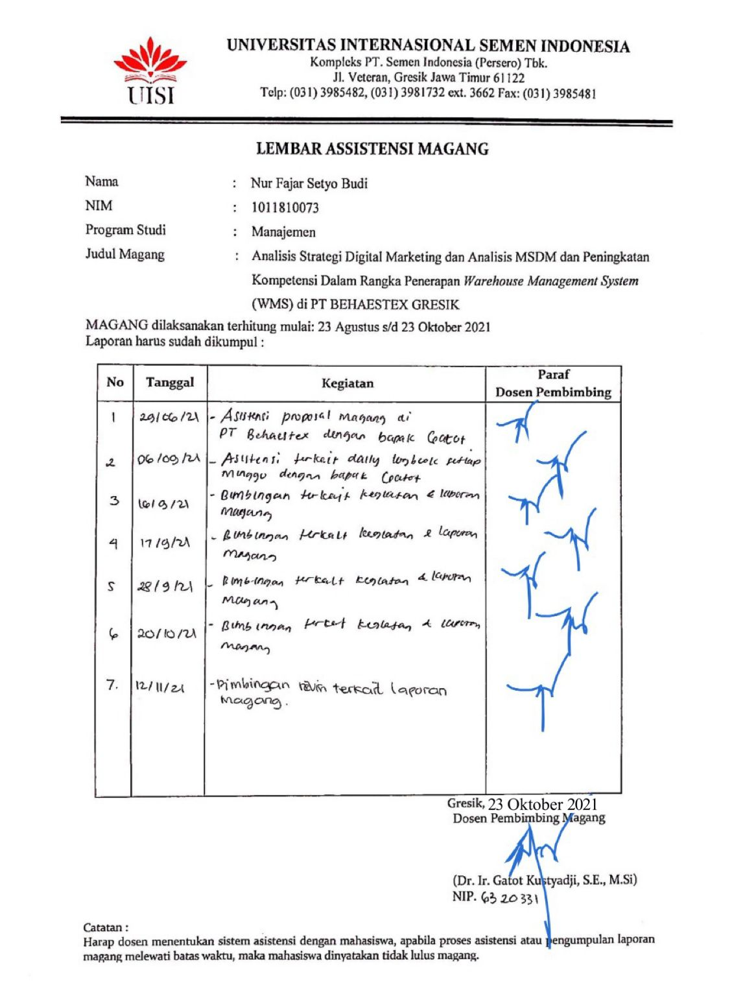 UISI
UNIVERSITAS INTERNASIONAL SEMEN INDONESIA
Kompleks PT. Semen Indonesia (Persero) Tbk.
Jl. Veteran, Gresik Jawa Timur 61122
Telp: (031) 3985482, (031) 3981732 ext. 3662 Fax: (031) 3985481
LEMBAR ASSISTENSI MAGANG
Nama : Nur Fajar Setyo Budi
NIM : 1011810073
Program Studi : Manajemen
Judul Magang : Analisis Strategi Digital Marketing dan Analisis MSDM dan Peningkatan
Kompetensi Dalam Rangka Penerapan Warehouse Management System
(WMS) di PT BEHAESTEX GRESIK
MAGANG dilaksanakan terhitung mulai: 23 Agustus s/d 23 Oktober 2021
Laporan harus sudah dikumpul :
No Tanggal Kegiatan Paraf
Dosen Pembimbing
1 29/06/21 - Asistensi proposal magang di
PT Behaestex dengan bapak Gatot
2 06/09/21 - Asistensi terkait daily logbook setiap
minggu dengan bapak Gatot
3 16/9/21 - Bimbingan terkait kegiatan & laporan
magang
4 17/9/21 - Bimbingan terkait kegiatan & laporan
magang
5 28/9/21 - Bimbingan terkait kegiatan & laporan
magang
6 20/10/21 - Bimbingan terkait kegiatan & laporan
magang
7. 12/11/21 - Bimbingan revisi terkait laporan
magang.
Gresik, 23 Oktober 2021
Dosen Pembimbing Magang
(Dr. Ir. Gatot Kustyadji, S.E., M.Si)
NIP. 6320331
Catatan :
Harap dosen menentukan sistem asistensi dengan mahasiswa, apabila proses asistensi atau pengumpulan laporan
magang melewati batas waktu, maka mahasiswa dinyatakan tidak lulus magang.